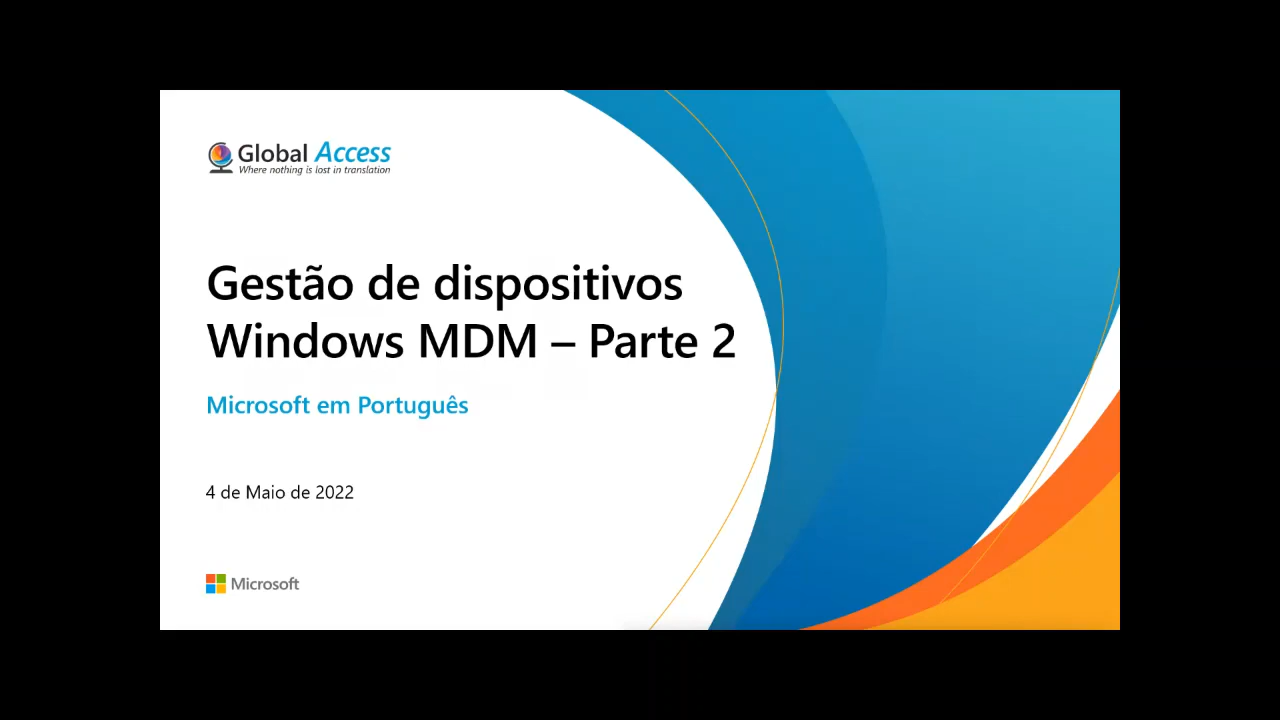 Global Access
Where nothing is lost in translation
Gestão de dispositivos
Windows MDM – Parte 2
Microsoft em Português
4 de Maio de 2022
Microsoft